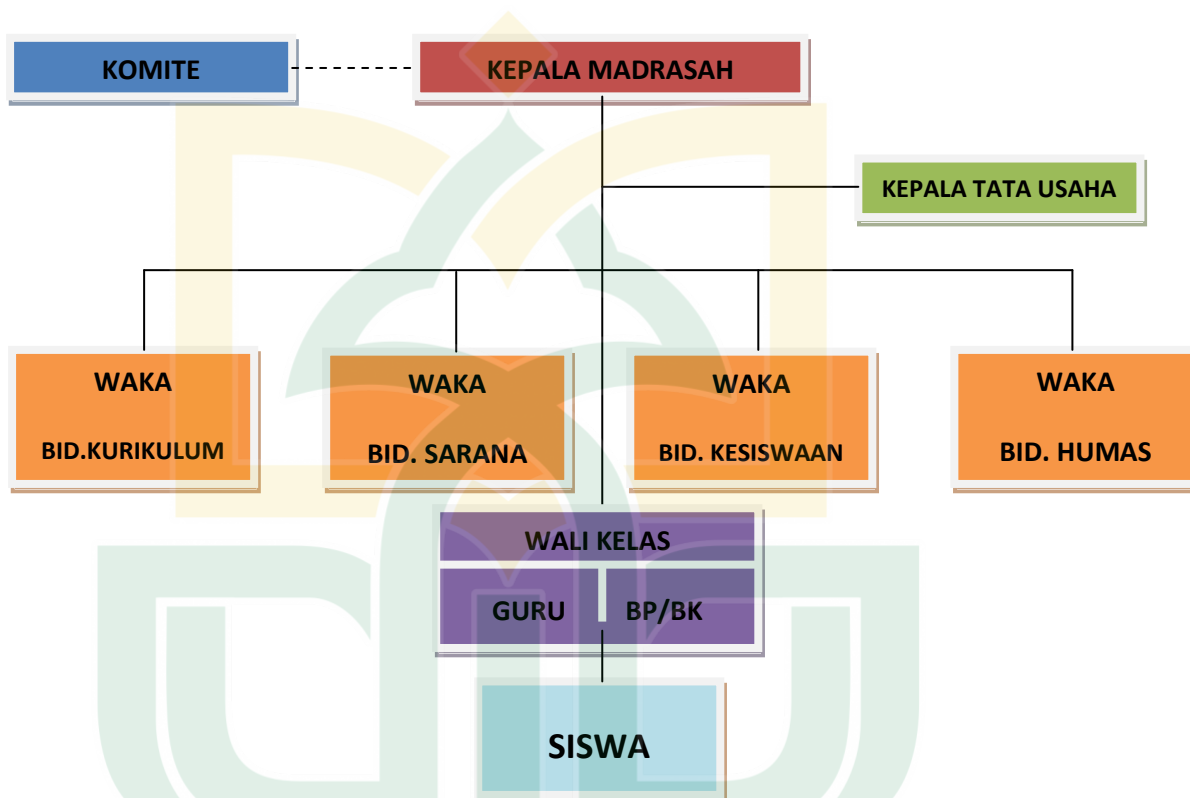 KOMITE
KEPALA MADRASAH
KEPALA TATA USAHA
WAKA
BID.KURIKULUM
WAKA
BID. SARANA
WAKA
BID. KESISWAAN
WAKA
BID. HUMAS
WALI KELAS
GURU
BP/BK
SISWA